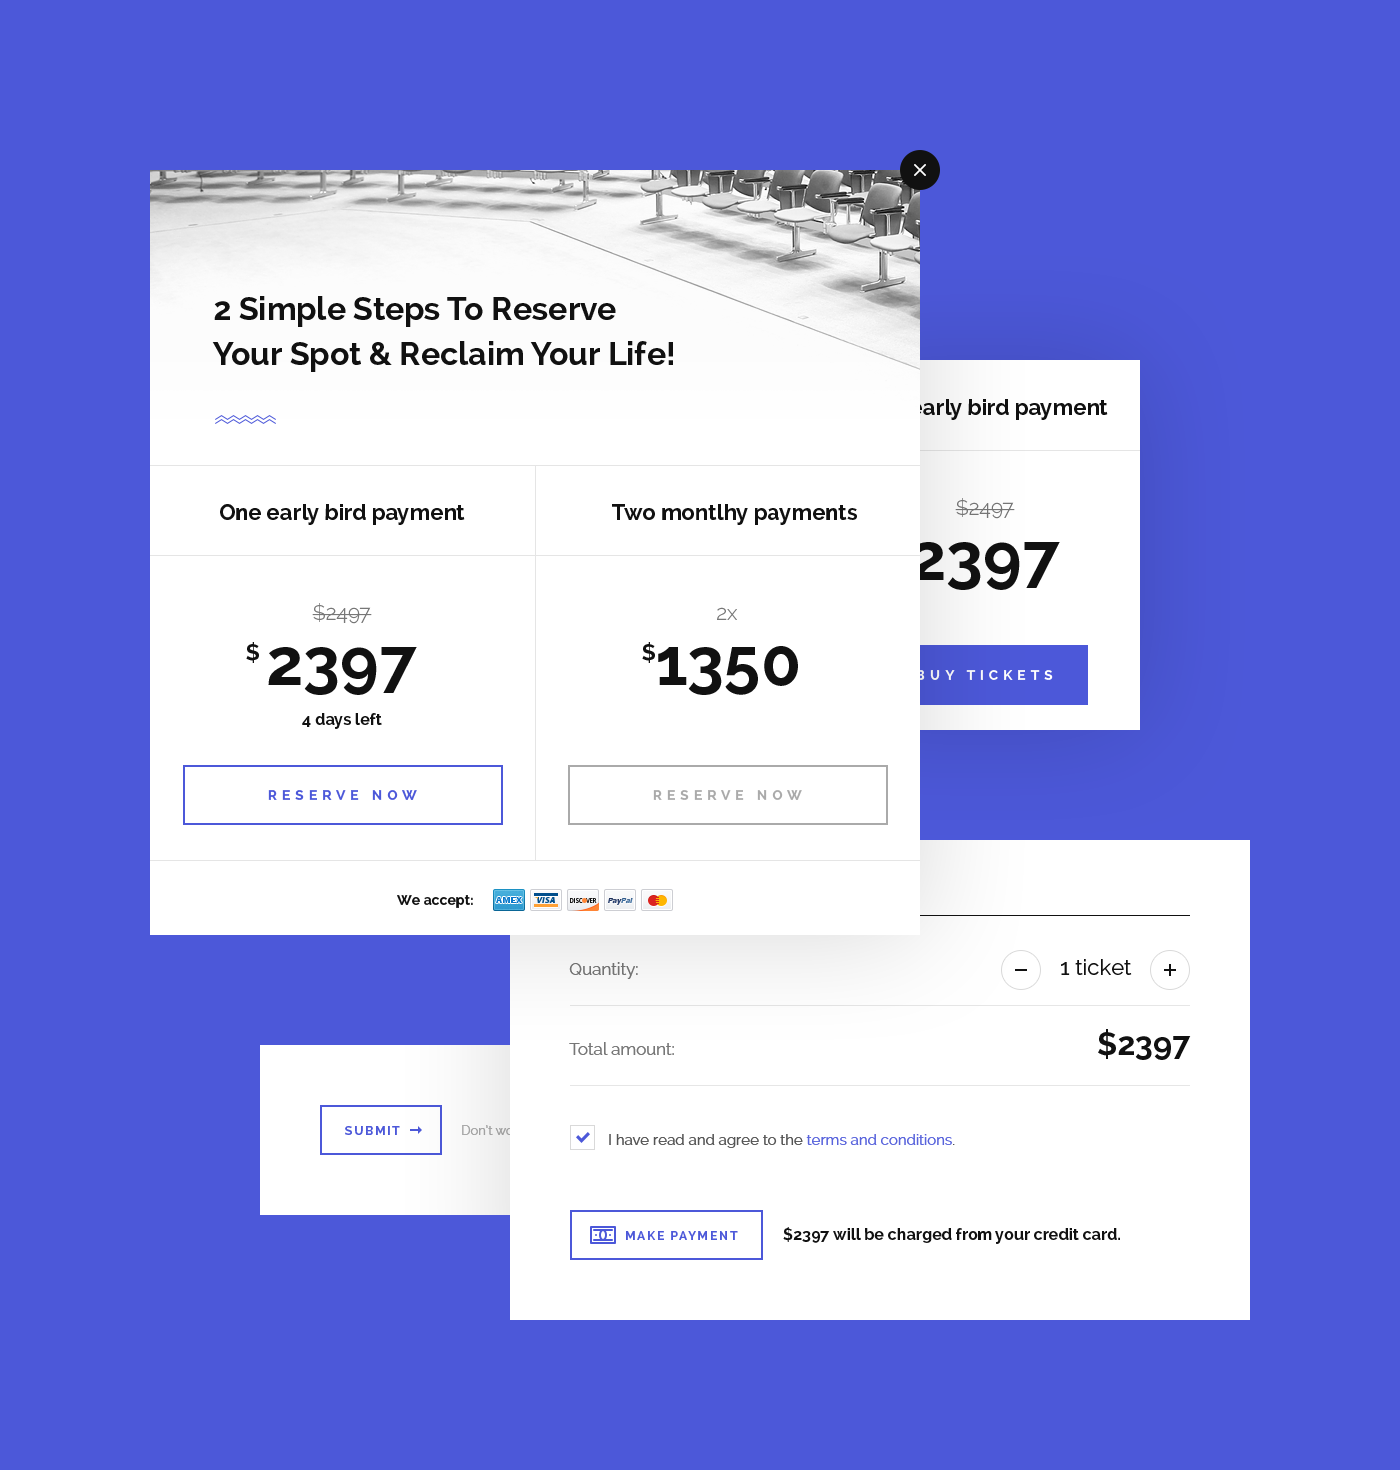 2 Simple Steps To Reserve
Your Spot & Reclaim Your Life!
One early bird payment
Two montlhy payments
$2497
$2397
4 days left
RESERVE NOW
2x
$1350
RESERVE NOW
We accept:
AMEX
VISA
DISCOVER
PayPal
early bird payment
$2497
2397
BUY TICKETS
Quantity:
1 ticket
Total amount:
$2397
I have read and agree to the terms and conditions.
MAKE PAYMENT
$2397 will be charged from your credit card.
SUBMIT
Don't